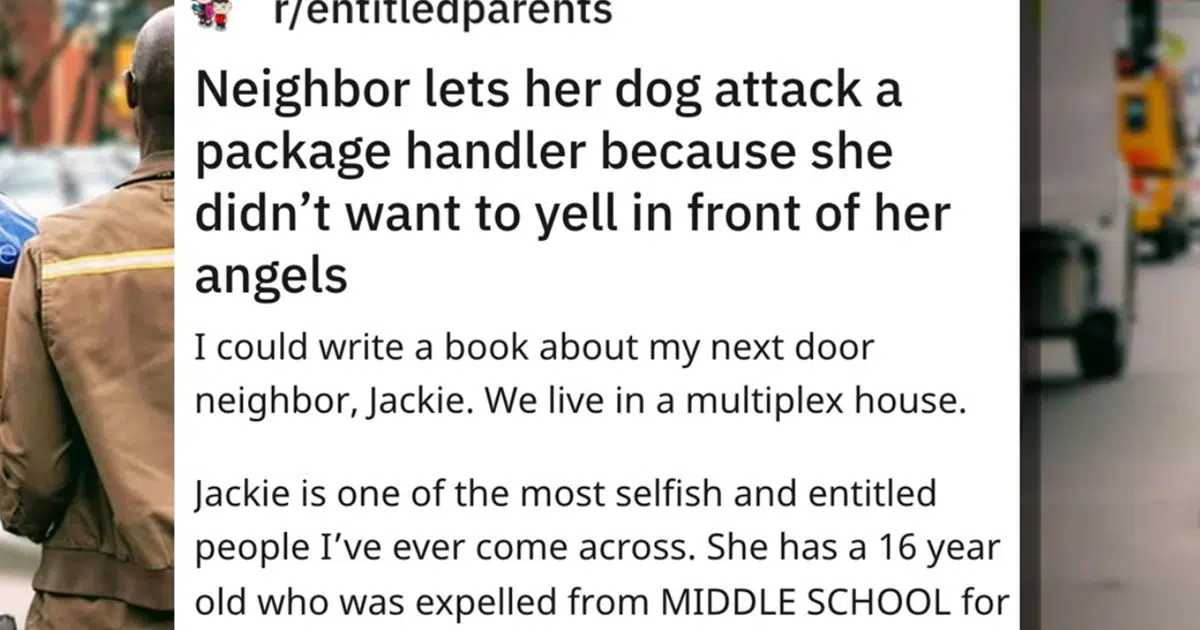 r/entitledparents
Neighbor lets her dog attack a
package handler because she
didn’t want to yell in front of her
angels
I could write a book about my next door
neighbor, Jackie. We live in a multiplex house.
Jackie is one of the most selfish and entitled
people I’ve ever come across. She has a 16 year
old who was expelled from MIDDLE SCHOOL for